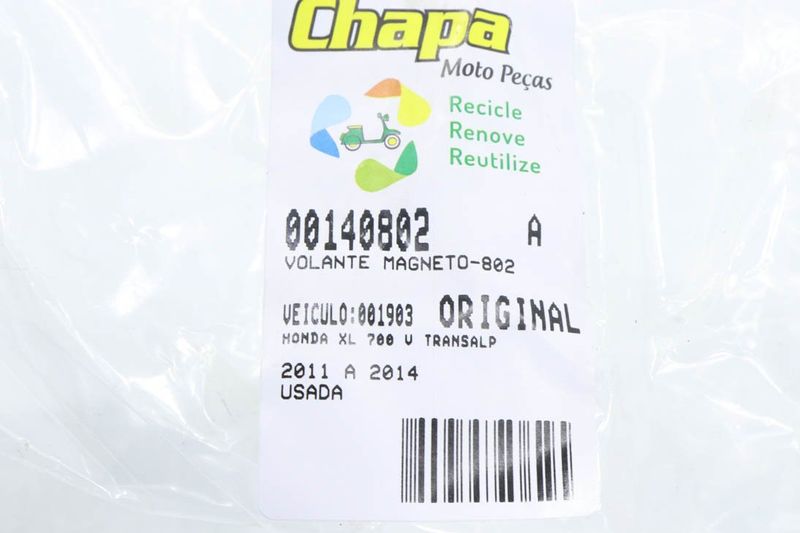 Chapa
Moto Peças
Recicle
Renove
Reutilize
00140802 A
VOLANTE MAGNETO-802
VEICULO:001903 ORIGINAL
HONDA XL 700 V TRANSALP
2011 A 2014
USADA